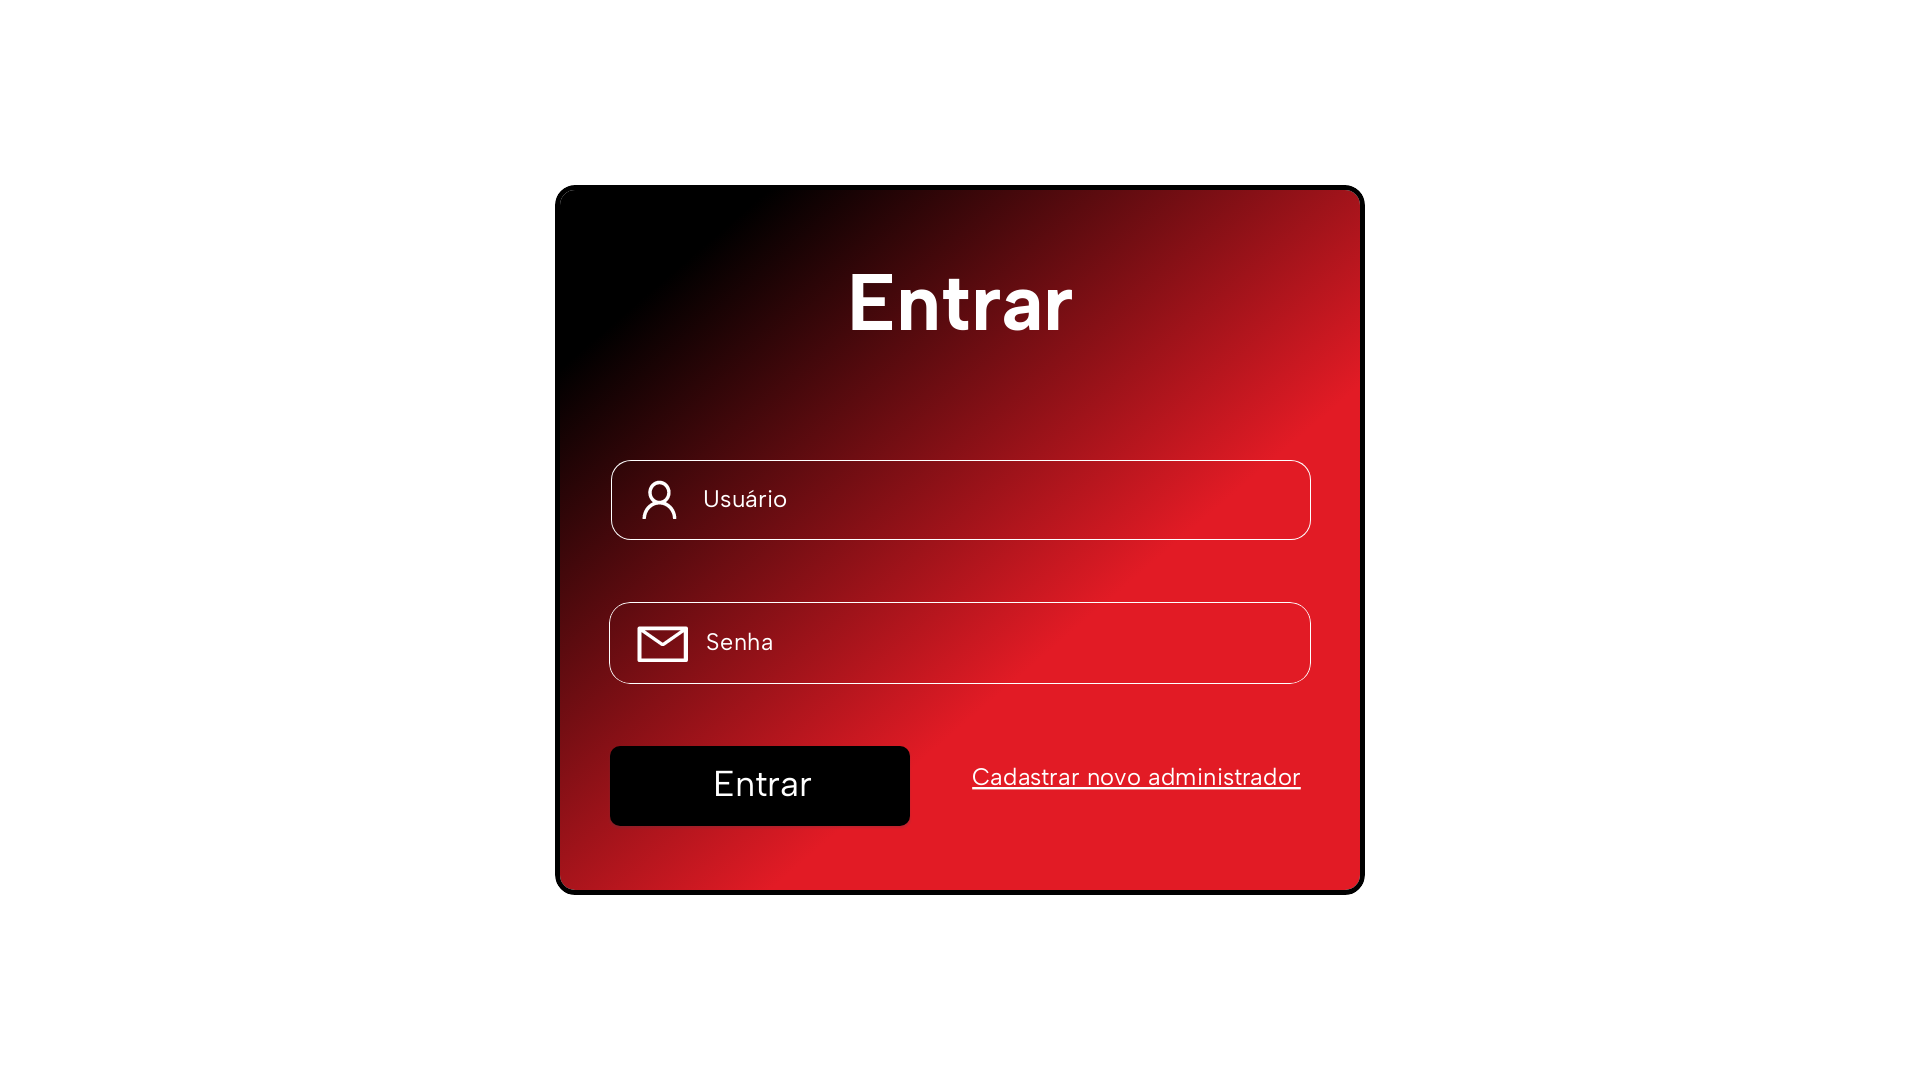 Entrar
Usuário
Senha
Entrar
Cadastrar novo administrador